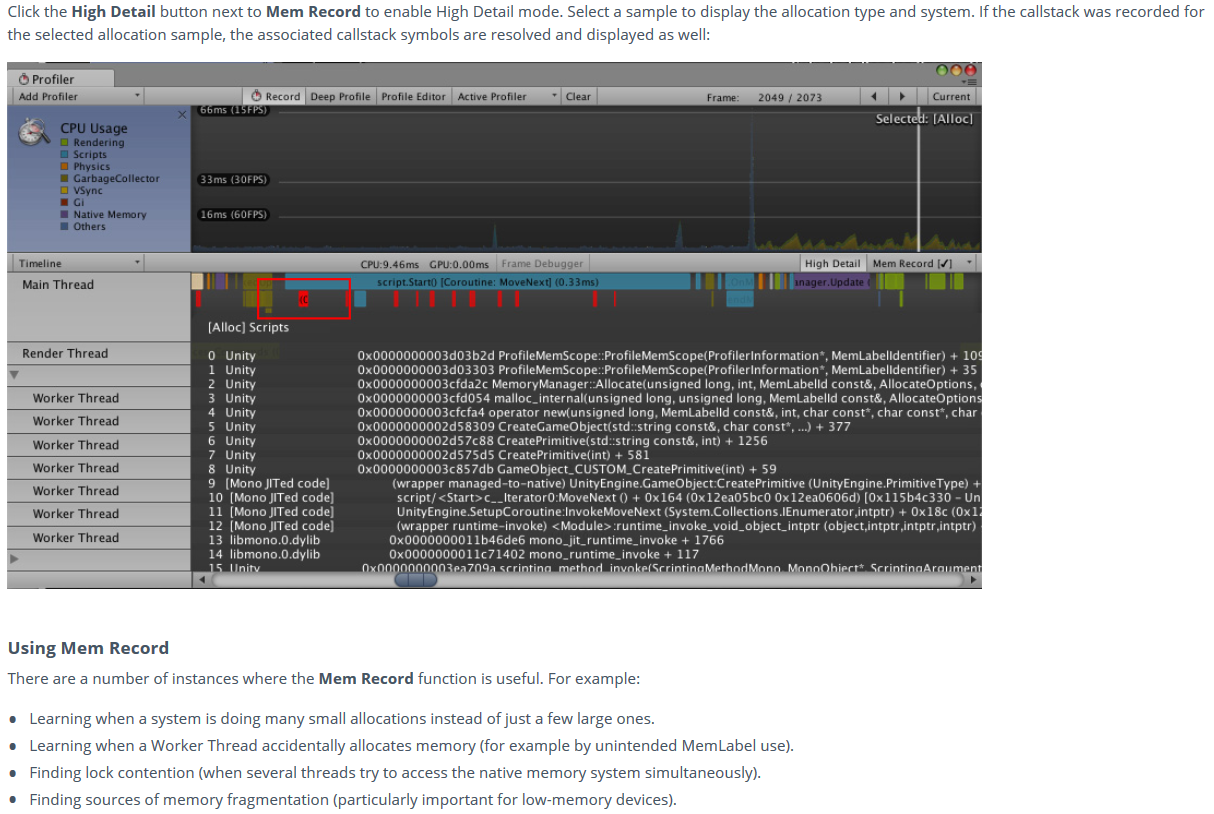 Click the High Detail button next to Mem Record to enable High Detail mode. Select a sample to display the allocation type and system. If the callstack was recorded for
the selected allocation sample, the associated callstack symbols are resolved and displayed as well:
Profiler
Add Profiler Record Deep Profile Profile Editor Active Profiler Clear Frame: 2049 / 2073 Current
66ms (15FPS)
Selected: [Alloc]
CPU Usage
Rendering
Scripts
Physics
GarbageCollector
VSync
Gi
Native Memory
Others
33ms (30FPS)
16ms (60FPS)
Timeline CPU:9.46ms GPU:0.00ms Frame Debugger High Detail Mem Record [✓]
Main Thread script.Start() [Coroutine: MoveNext] (0.33ms) nager.Update (
[Alloc] Scripts
Render Thread
Worker Thread
Worker Thread
Worker Thread
Worker Thread
Worker Thread
Worker Thread
Worker Thread
0 Unity 0x0000000003d03b2d ProfileMemScope::ProfileMemScope(ProfilerInformation*, MemLabelIdentifier) + 109
1 Unity 0x0000000003d03303 ProfileMemScope::ProfileMemScope(ProfilerInformation*, MemLabelIdentifier) + 35
2 Unity 0x0000000003cfda2c MemoryManager::Allocate(unsigned long, int, MemLabelId const&, AllocateOptions,
3 Unity 0x0000000003cfd054 malloc_internal(unsigned long, unsigned long, MemLabelId const&, AllocateOptions
4 Unity 0x0000000003cfcfa4 operator new(unsigned long, MemLabelId const&, int, char const*, char const*, char
5 Unity 0x0000000002d58309 CreateGameObject(std::string const&, char const*, ...) + 377
6 Unity 0x0000000002d57c88 CreatePrimitive(std::string const&, int) + 1256
7 Unity 0x0000000002d575d5 CreatePrimitive(int) + 581
8 Unity 0x0000000003c857db GameObject_CUSTOM_CreatePrimitive(int) + 59
9 [Mono JITed code] (wrapper managed-to-native) UnityEngine.GameObject:CreatePrimitive (UnityEngine.PrimitiveType) +
10 [Mono JITed code] script/<Start>c__Iterator0:MoveNext () + 0x164 (0x12ea05bc0 0x12ea0606d) [0x115b4c330 - Un
11 [Mono JITed code] UnityEngine.SetupCoroutine:InvokeMoveNext (System.Collections.IEnumerator,intptr) + 0x18c (0x12
12 [Mono JITed code] (wrapper runtime-invoke) <Module>:runtime_invoke_void_object_intptr (object,intptr,intptr,intptr)
13 libmono.0.dylib 0x0000000011b46de6 mono_jit_runtime_invoke + 1766
14 libmono.0.dylib 0x0000000011c71402 mono_runtime_invoke + 117
15 Unity 0x0000000003ea709a scripting_method_invoke(ScriptingMethodMono, MonoObject*, ScriptingArgument
Using Mem Record
There are a number of instances where the Mem Record function is useful. For example:
• Learning when a system is doing many small allocations instead of just a few large ones.
• Learning when a Worker Thread accidentally allocates memory (for example by unintended MemLabel use).
• Finding lock contention (when several threads try to access the native memory system simultaneously).
• Finding sources of memory fragmentation (particularly important for low-memory devices).